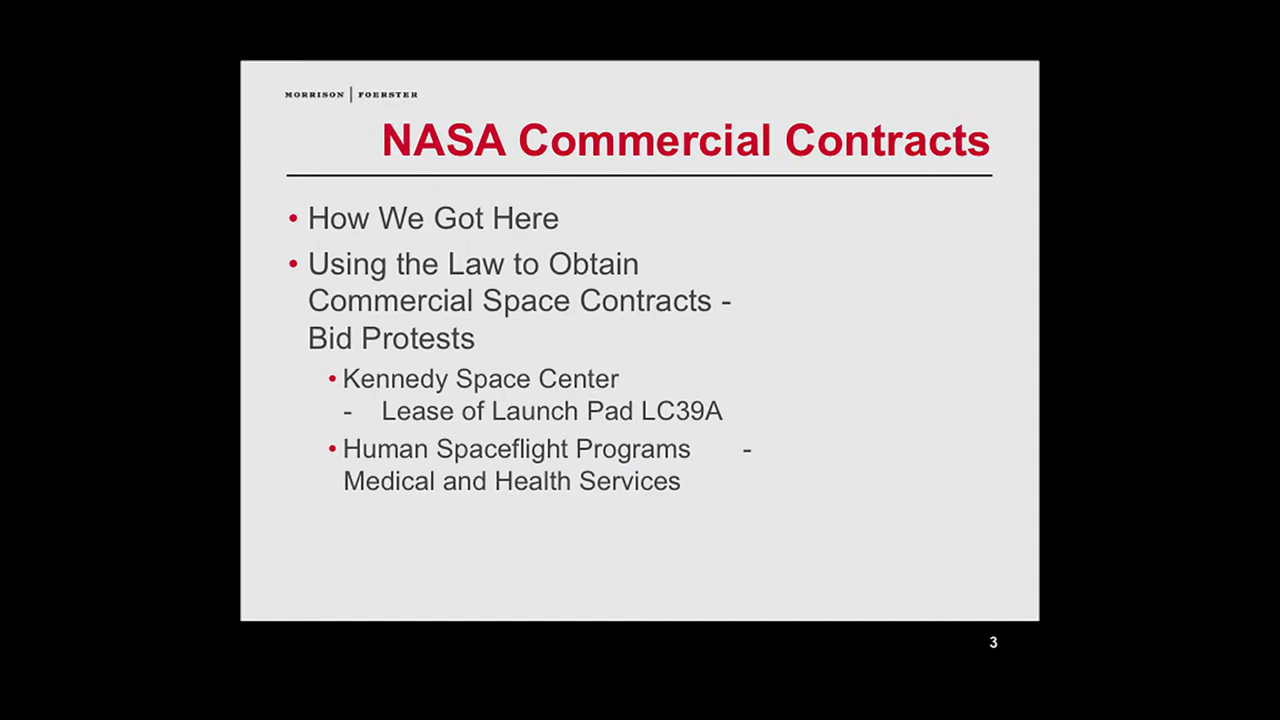 MORRISON | FOERSTER
NASA Commercial Contracts
• How We Got Here
• Using the Law to Obtain
Commercial Space Contracts -
Bid Protests
• Kennedy Space Center
- Lease of Launch Pad LC39A
• Human Spaceflight Programs -
Medical and Health Services
3